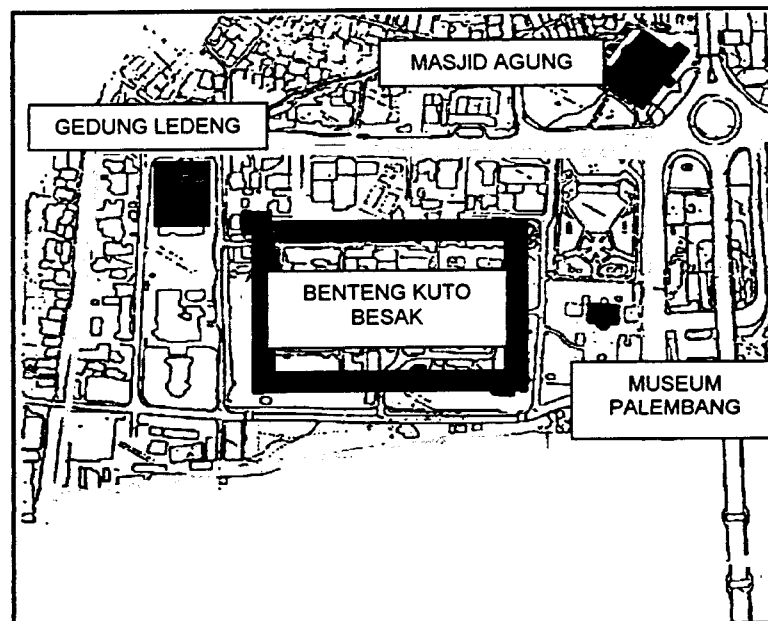 MASJID AGUNG
GEDUNG LEDENG
BENTENG KUTO
BESAK
MUSEUM
PALEMBANG